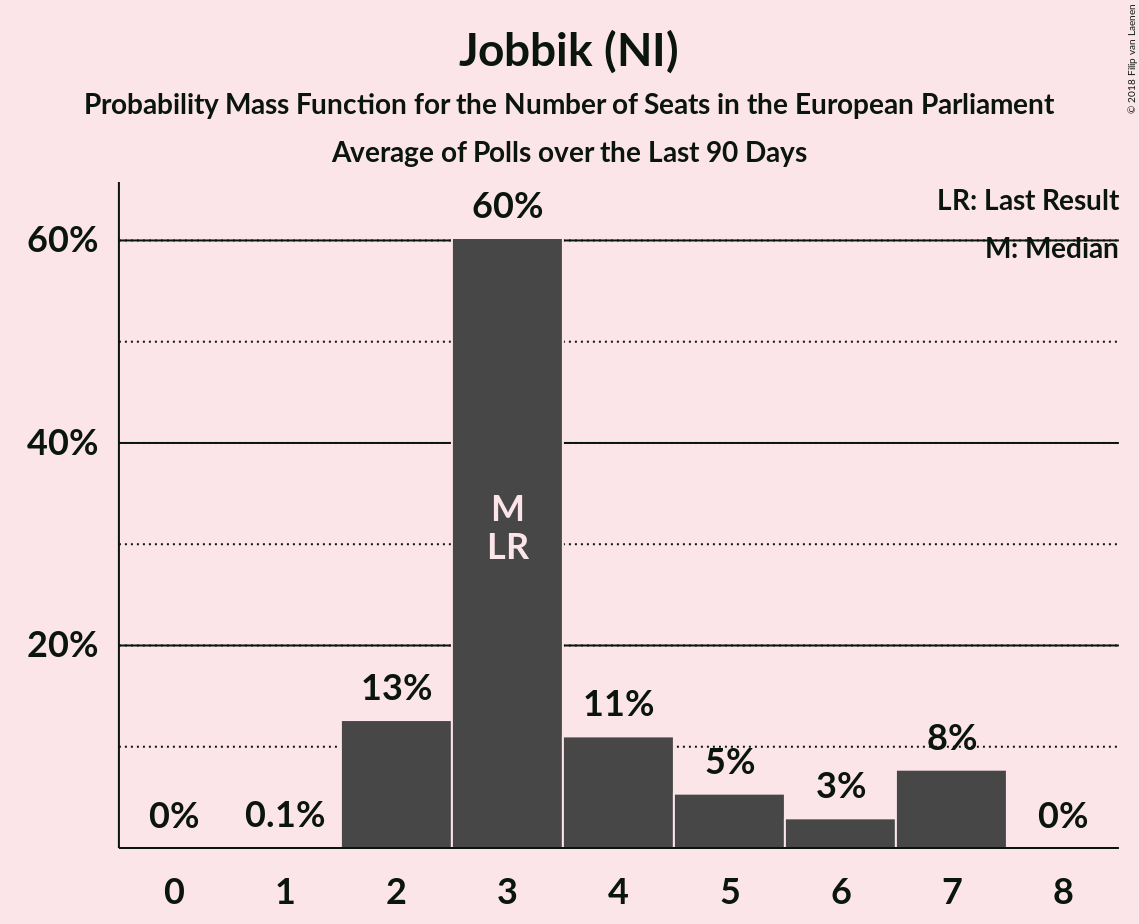 Jobbik (NI)
Probability Mass Function for the Number of Seats in the European Parliament
Average of Polls over the Last 90 Days
© 2018 Filip van Laenen
LR: Last Result
M: Median
60%
40%
20%
0%
0.1%
13%
60%
M
LR
11%
5%
3%
8%
0%
0 1 2 3 4 5 6 7 8